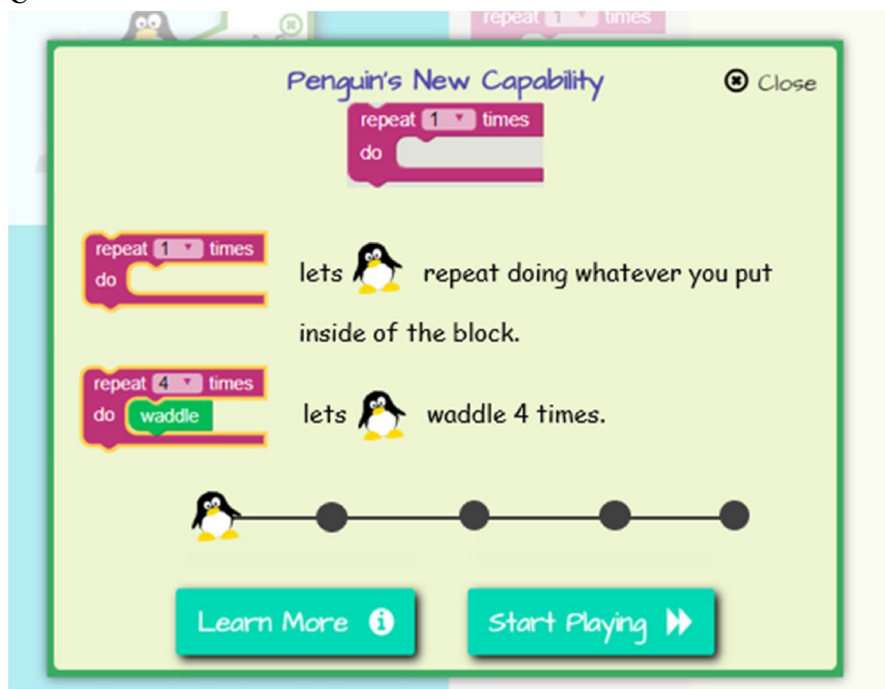 repeat 1 times
Penguin's New Capability
Close
repeat 1 times
do
repeat 1 times
do
lets repeat doing whatever you put
inside of the block.
repeat 4 times
do waddle
lets waddle 4 times.
Learn More
Start Playing